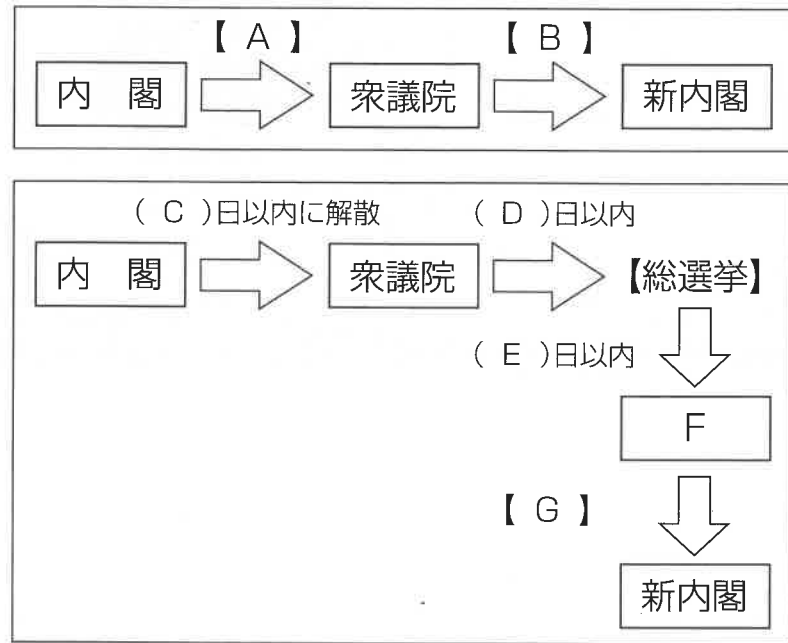 【 A 】 【 B 】
内 閣 衆議院 新内閣
( C )日以内に解散 ( D )日以内
内 閣 衆議院 【総選挙】
( E )日以内
F
【 G 】
新内閣